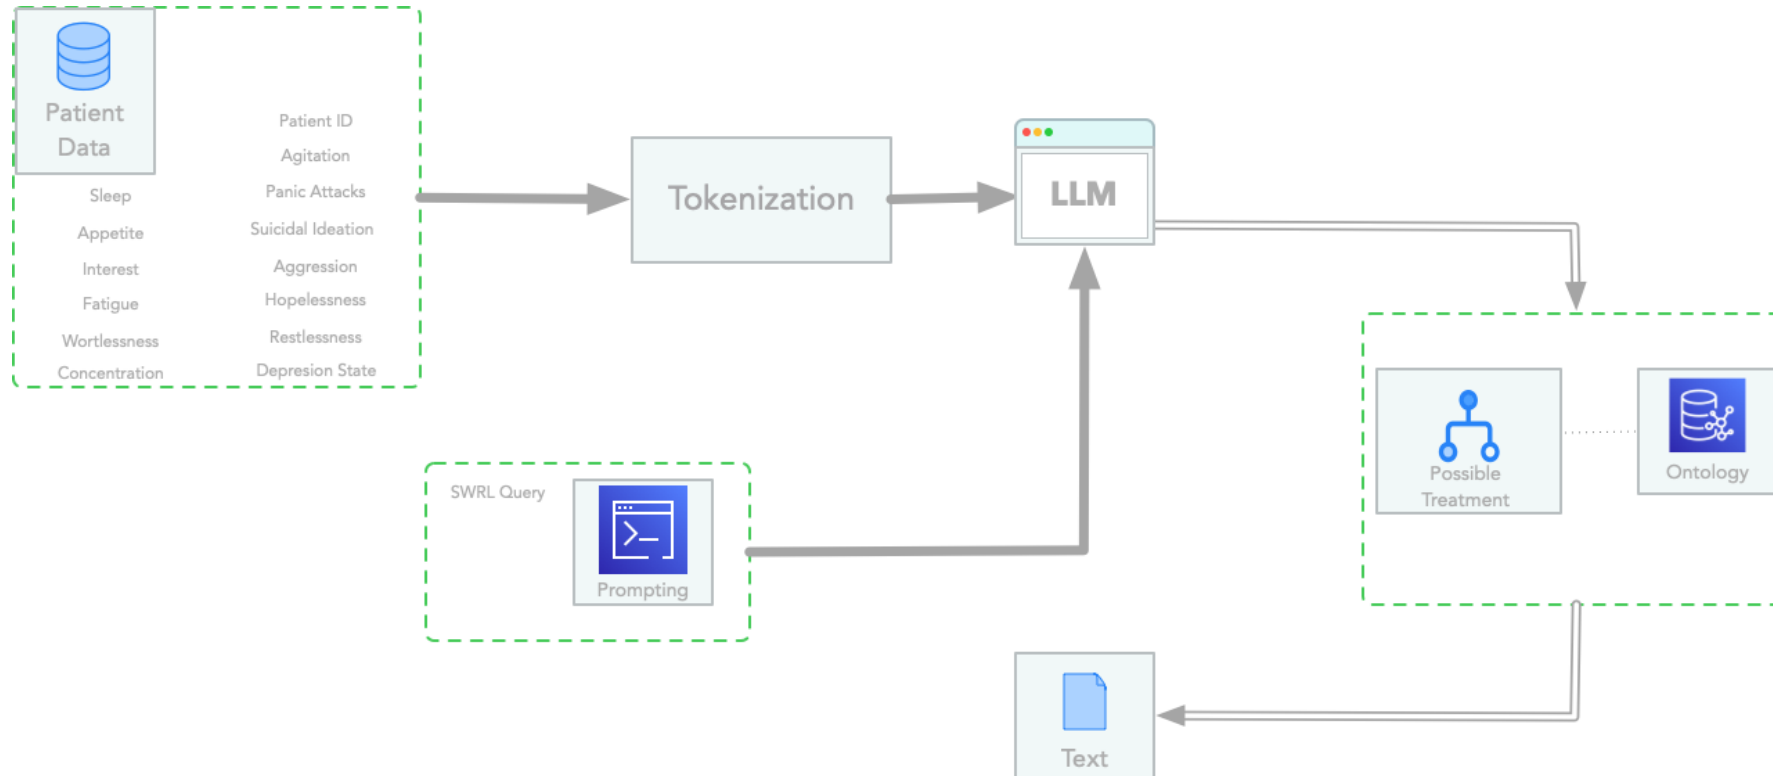 Patient
Data
Sleep
Appetite
Interest
Fatigue
Wortlessness
Concentration
Patient ID
Agitation
Panic Attacks
Suicidal Ideation
Aggression
Hopelessness
Restlessness
Depresion State
Tokenization
LLM
SWRL Query
Prompting
Possible
Treatment
Ontology
Text